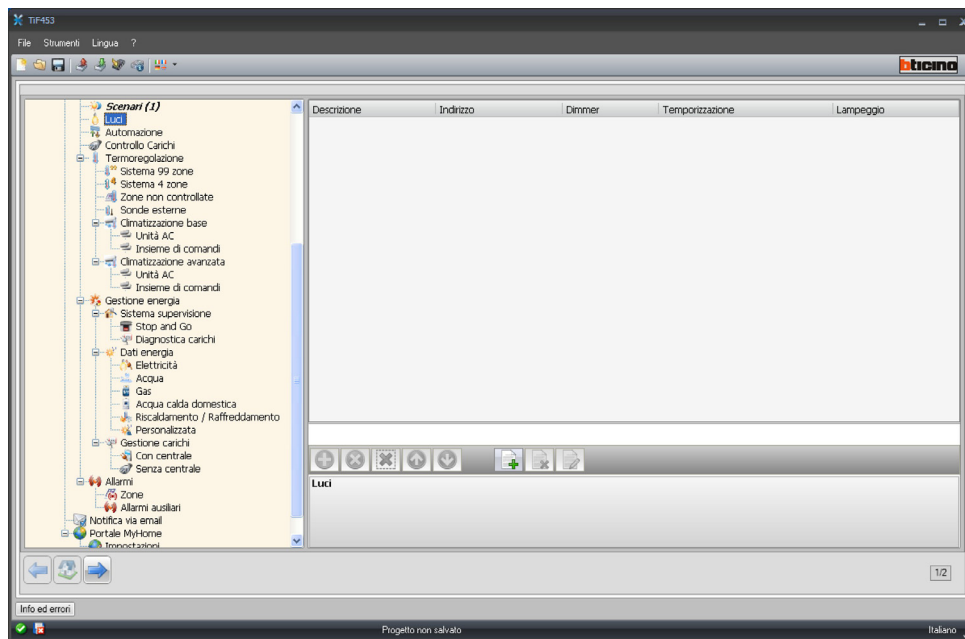 TiF453
File Strumenti Lingua ?
bticino
Scenari (1)
Luci
Automazione
Controllo Carichi
Termoregolazione
Sistema 99 zone
Sistema 4 zone
Zone non controllate
Sonde esterne
Climatizzazione base
Unità AC
Insieme di comandi
Climatizzazione avanzata
Unità AC
Insieme di comandi
Gestione energia
Sistema supervisione
Stop and Go
Diagnostica carichi
Dati energia
Elettricità
Acqua
Gas
Acqua calda domestica
Riscaldamento / Raffreddamento
Personalizzata
Gestione carichi
Con centrale
Senza centrale
Allarmi
Zone
Allarmi ausiliari
Notifica via email
Portale MyHome
Impostazioni
Descrizione Indirizzo Dimmer Temporizzazione Lampeggio
Luci
1/2
Info ed errori
Progetto non salvato Italiano